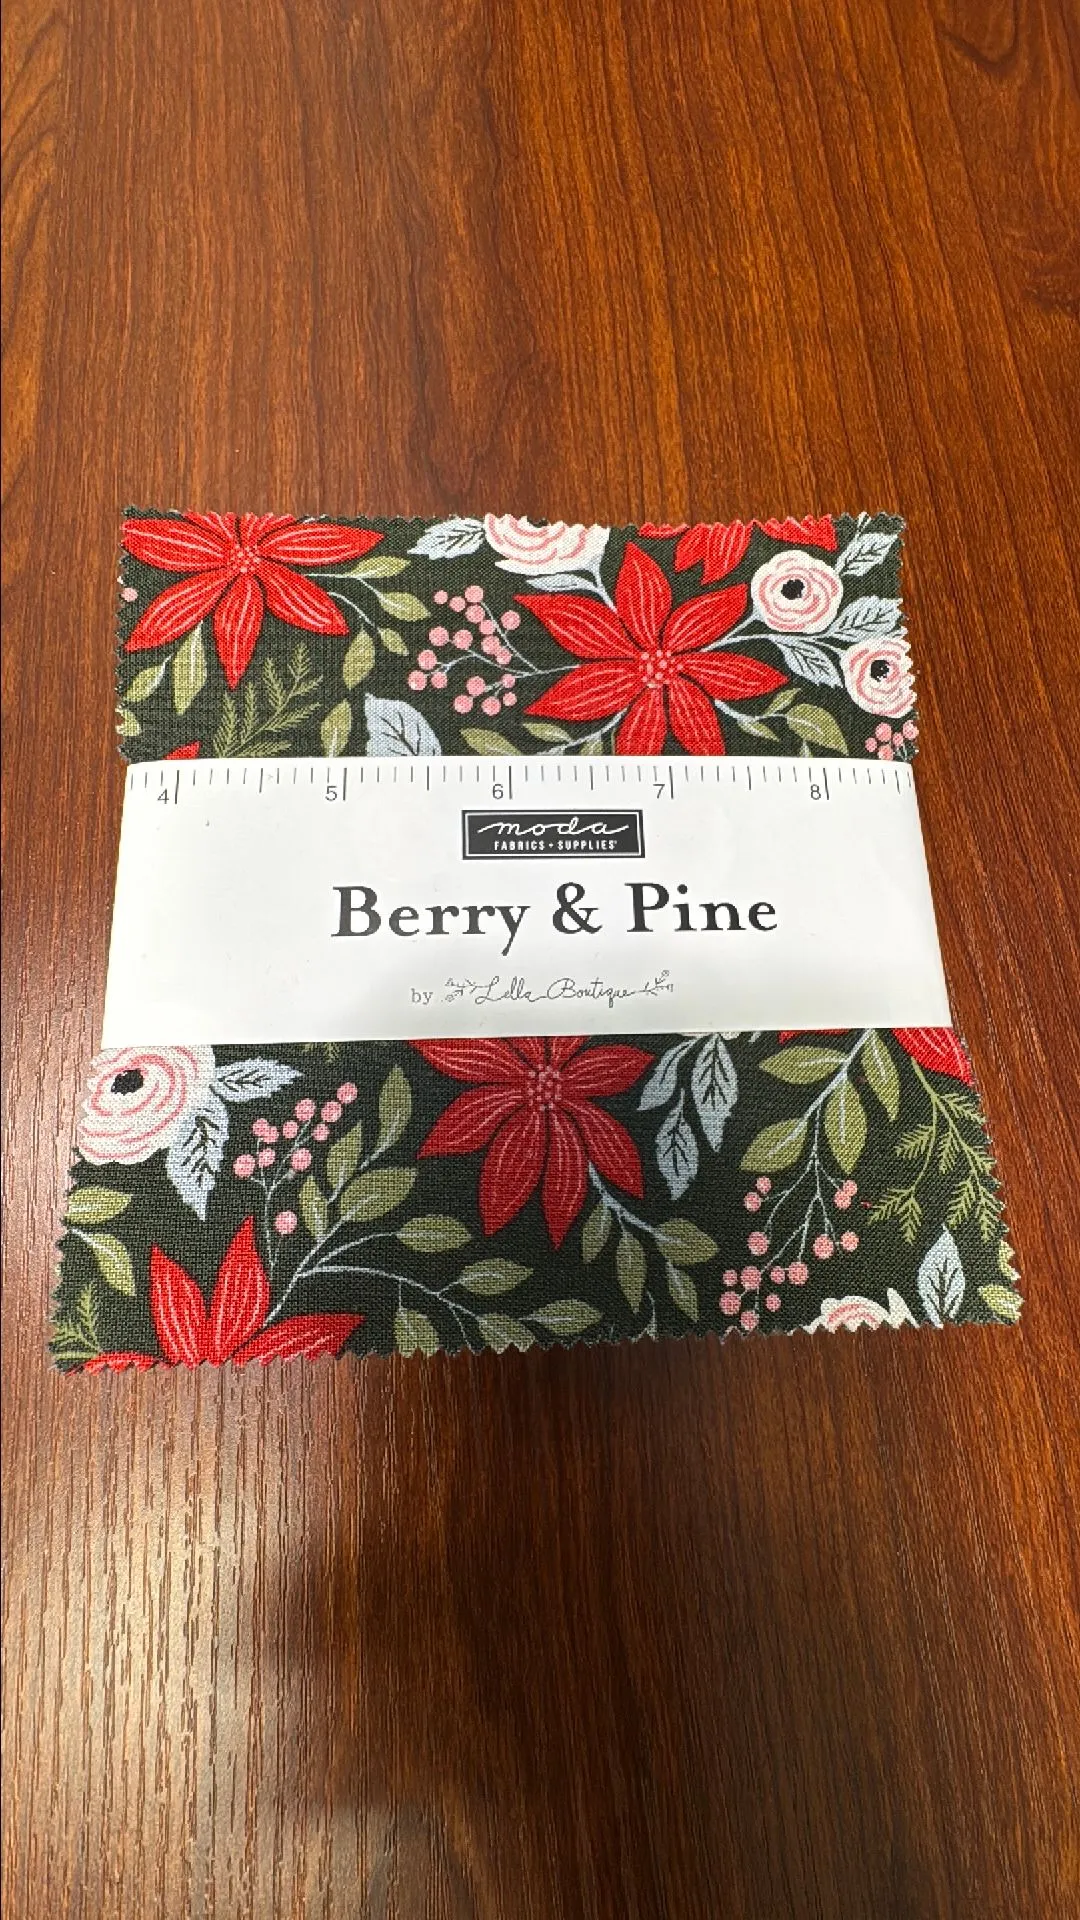 4 5 6 7 8
moda
FABRICS + SUPPLIES®
Berry & Pine
by Lella Boutique